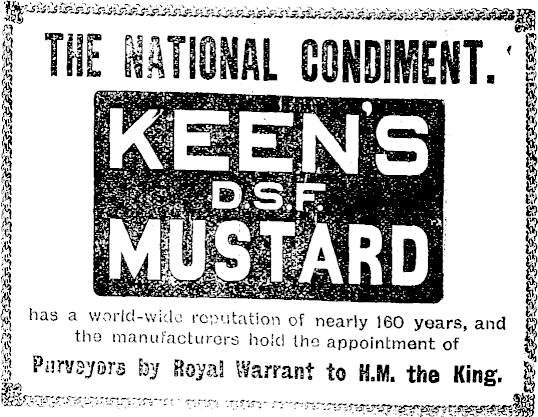 THE NATIONAL CONDIMENT.
KEEN'S
D.S.F.
MUSTARD
has a world-wide reputation of nearly 160 years, and
the manufacturers hold the appointment of
Purveyors by Royal Warrant to H.M. the King.